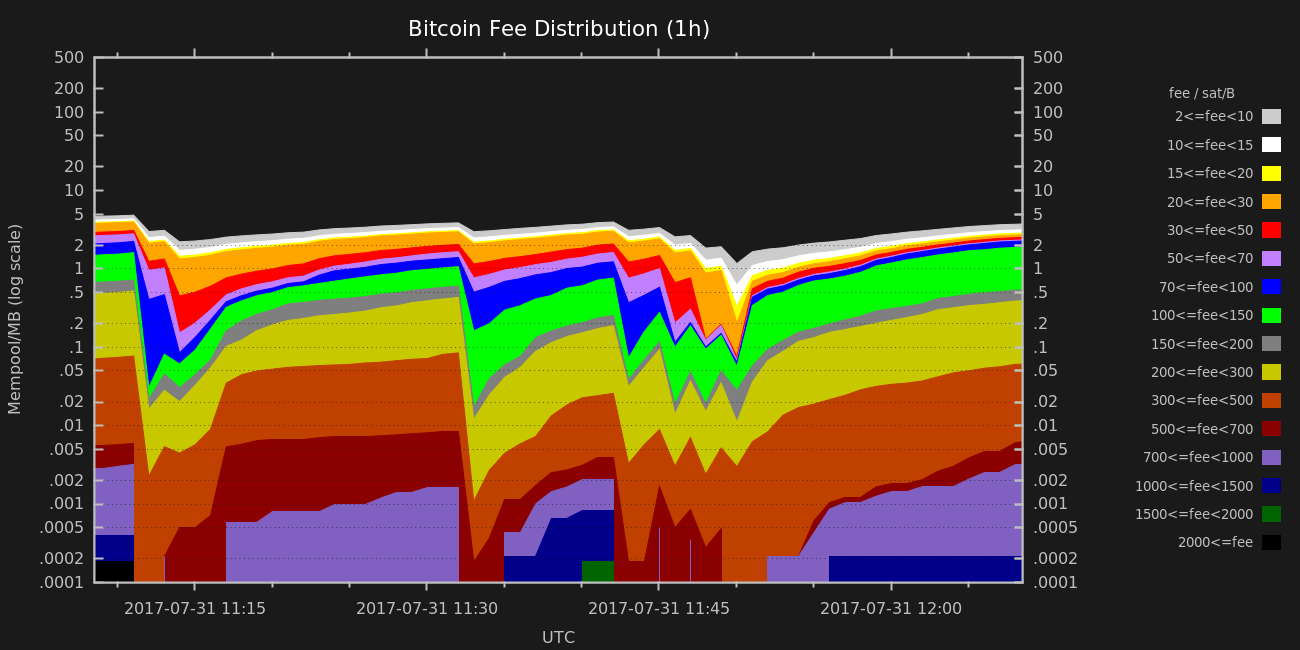 Bitcoin Fee Distribution (1h)
500 500
200 200
100 100
50 50
20 20
10 10
5 5
2 2
1 1
.5 .5
.2 .2
.1 .1
.05 .05
.02 .02
.01 .01
.005 .005
.002 .002
.001 .001
.0005 .0005
.0002 .0002
.0001 .0001
Mempool/MB (log scale)
2017-07-31 11:15 2017-07-31 11:30 2017-07-31 11:45 2017-07-31 12:00
UTC
fee / sat/B
2<=fee<10
10<=fee<15
15<=fee<20
20<=fee<30
30<=fee<50
50<=fee<70
70<=fee<100
100<=fee<150
150<=fee<200
200<=fee<300
300<=fee<500
500<=fee<700
700<=fee<1000
1000<=fee<1500
1500<=fee<2000
2000<=fee